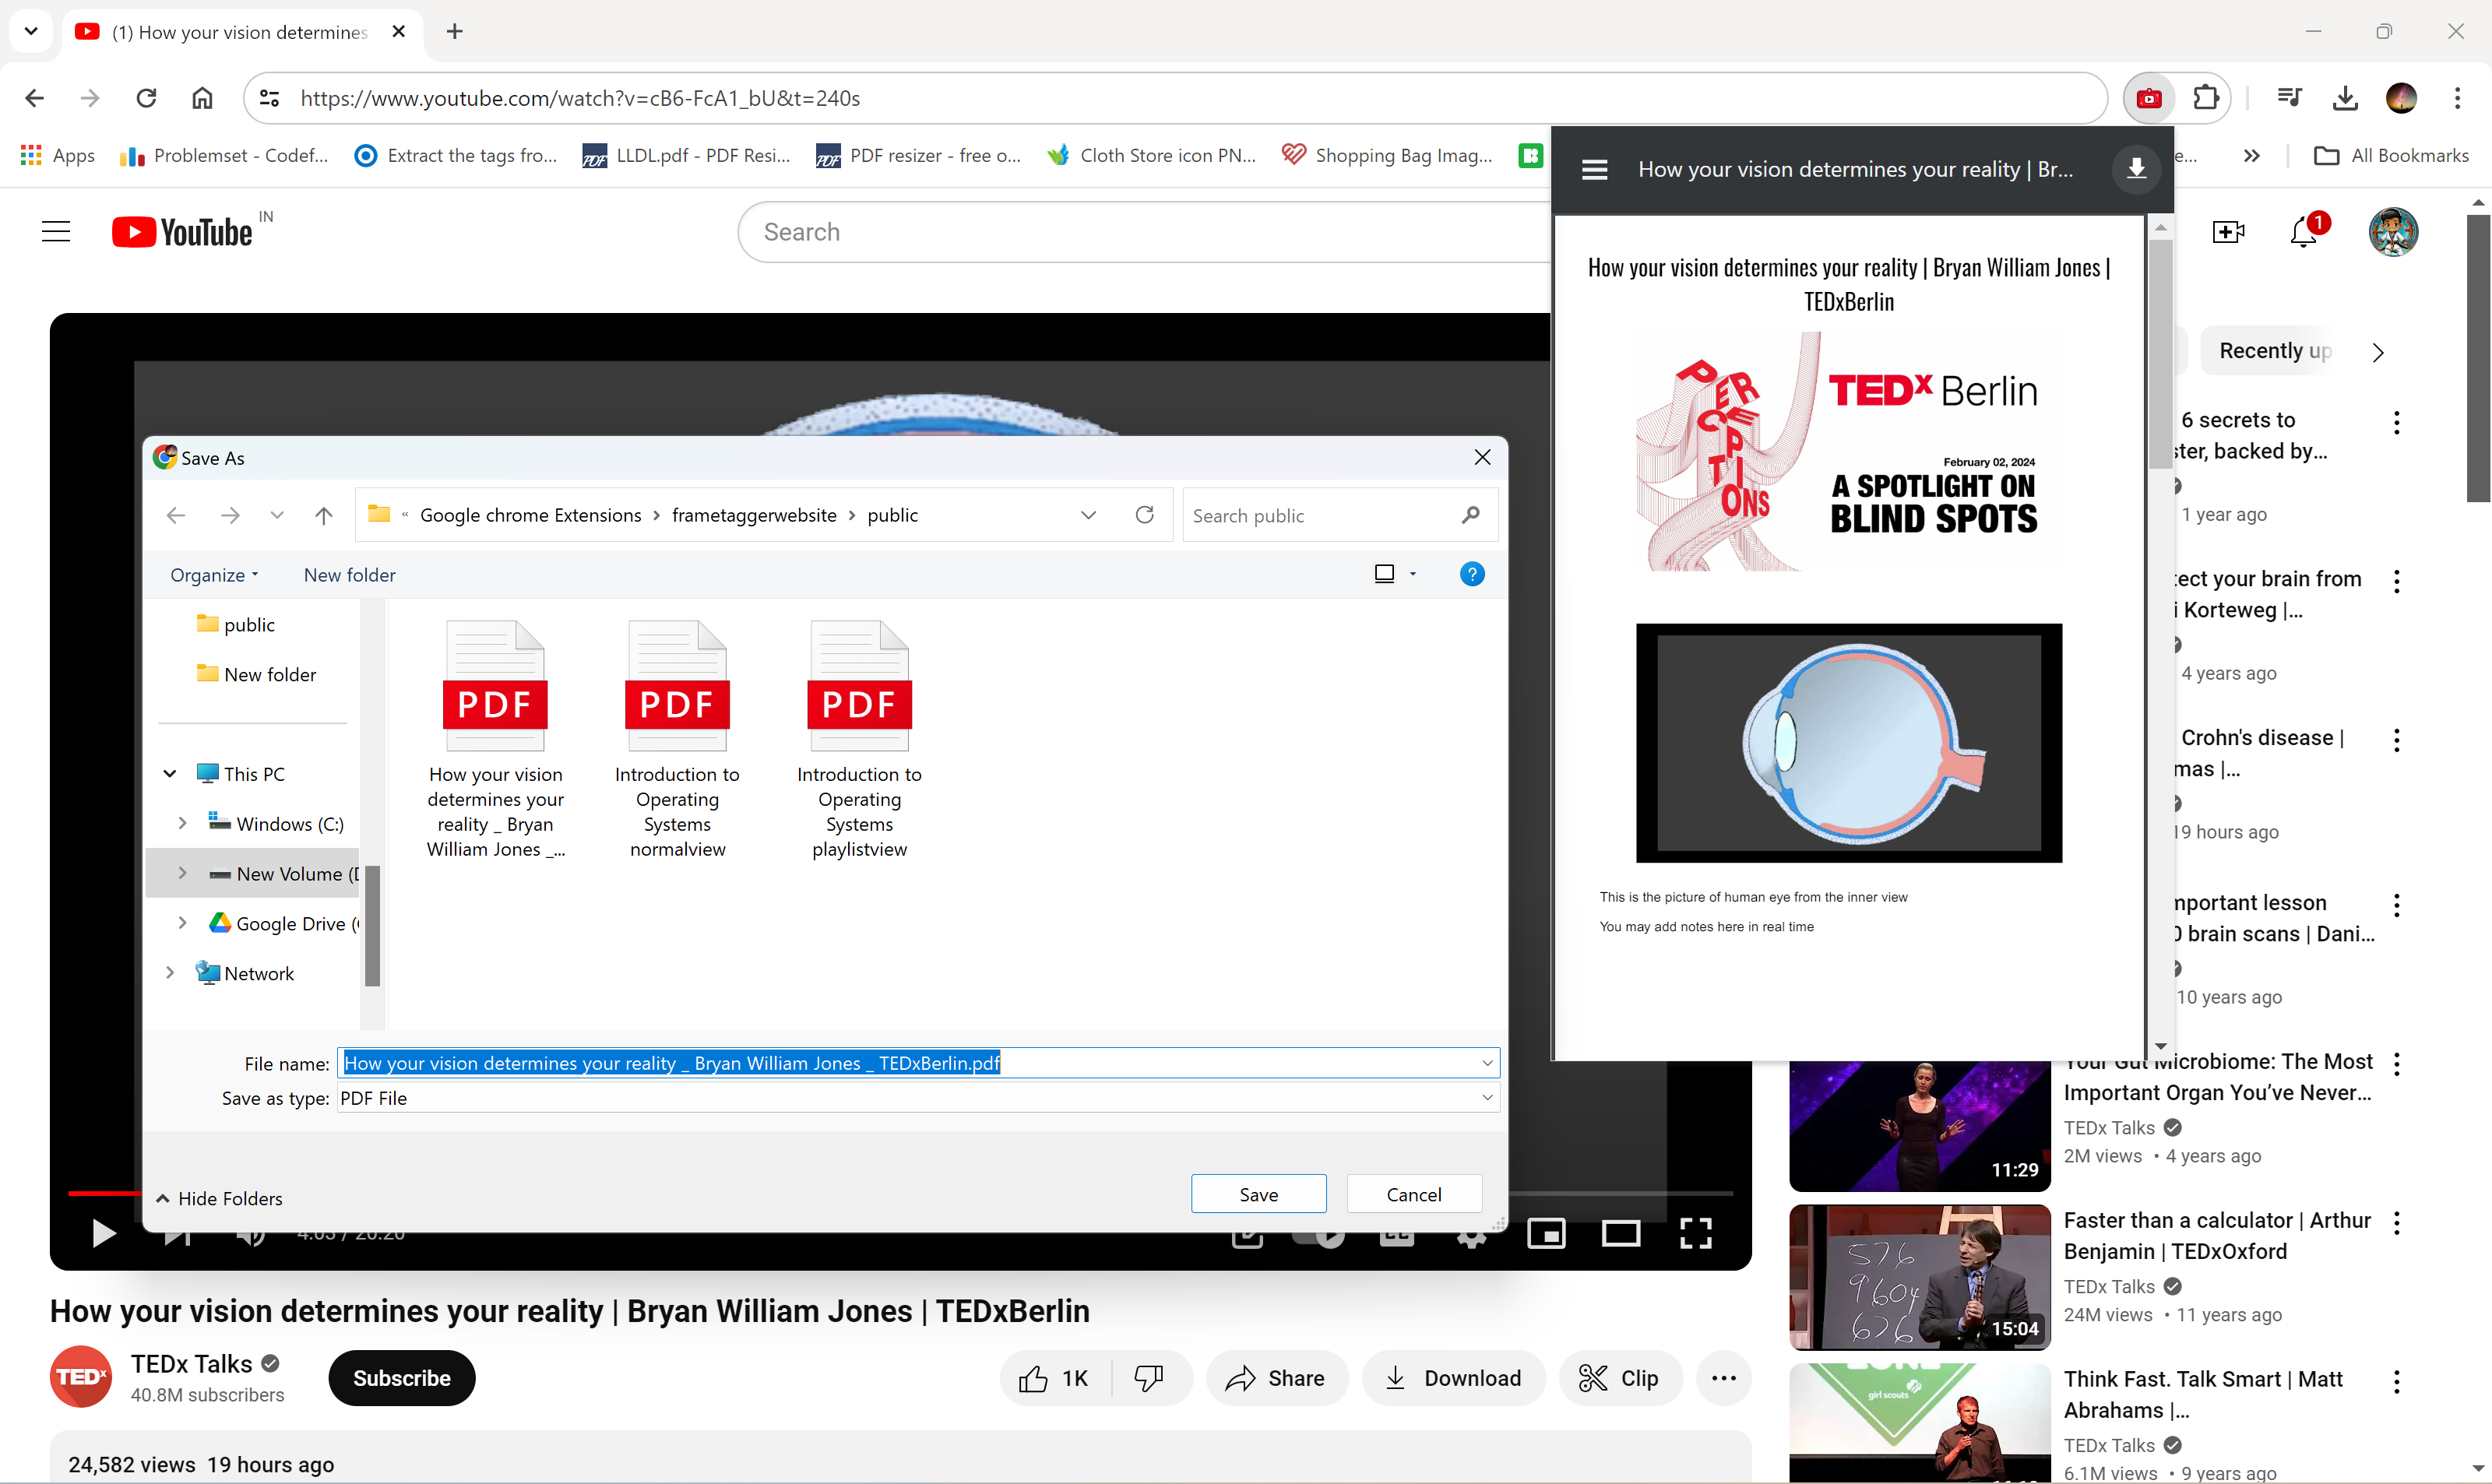 (1) How your vision determines
https://www.youtube.com/watch?v=cB6-FcA1_bU&t=240s
Apps
Problemset - Codef...
Extract the tags fro...
LLDL.pdf - PDF Resi...
PDF resizer - free o...
Cloth Store icon PN...
Shopping Bag Imag...
e...
All Bookmarks
YouTube IN
Search
1
How your vision determines your reality | Br...
How your vision determines your reality | Bryan William Jones |
TEDxBerlin
PERCEPTIONS
TEDx Berlin
February 02, 2024
A SPOTLIGHT ON
BLIND SPOTS
This is the picture of human eye from the inner view
You may add notes here in real time
Recently up
6 secrets to
ter, backed by...
1 year ago
ect your brain from
i Korteweg |...
4 years ago
Crohn's disease |
mas |...
19 hours ago
mportant lesson
0 brain scans | Dani...
10 years ago
Save As
« Google chrome Extensions > frametaggerwebsite > public
Search public
Organize
New folder
?
public
New folder
This PC
Windows (C:)
New Volume (D
Google Drive (
Network
PDF
PDF
PDF
How your vision
determines your
reality _ Bryan
William Jones _...
Introduction to
Operating
Systems
normalview
Introduction to
Operating
Systems
playlistview
File name: How your vision determines your reality _ Bryan William Jones _ TEDxBerlin.pdf
Save as type: PDF File
Hide Folders
Save
Cancel
4:03 / 20:20
Your Gut Microbiome: The Most
Important Organ You've Never...
TEDx Talks
2M views • 4 years ago
11:29
Faster than a calculator | Arthur
Benjamin | TEDxOxford
TEDx Talks
24M views • 11 years ago
576
9604
676
15:04
Think Fast. Talk Smart | Matt
Abrahams |...
TEDx Talks
6.1M views • 9 years ago
girl scouts
How your vision determines your reality | Bryan William Jones | TEDxBerlin
TEDx
TEDx Talks
40.8M subscribers
Subscribe
1K
Share
Download
Clip
24,582 views 19 hours ago